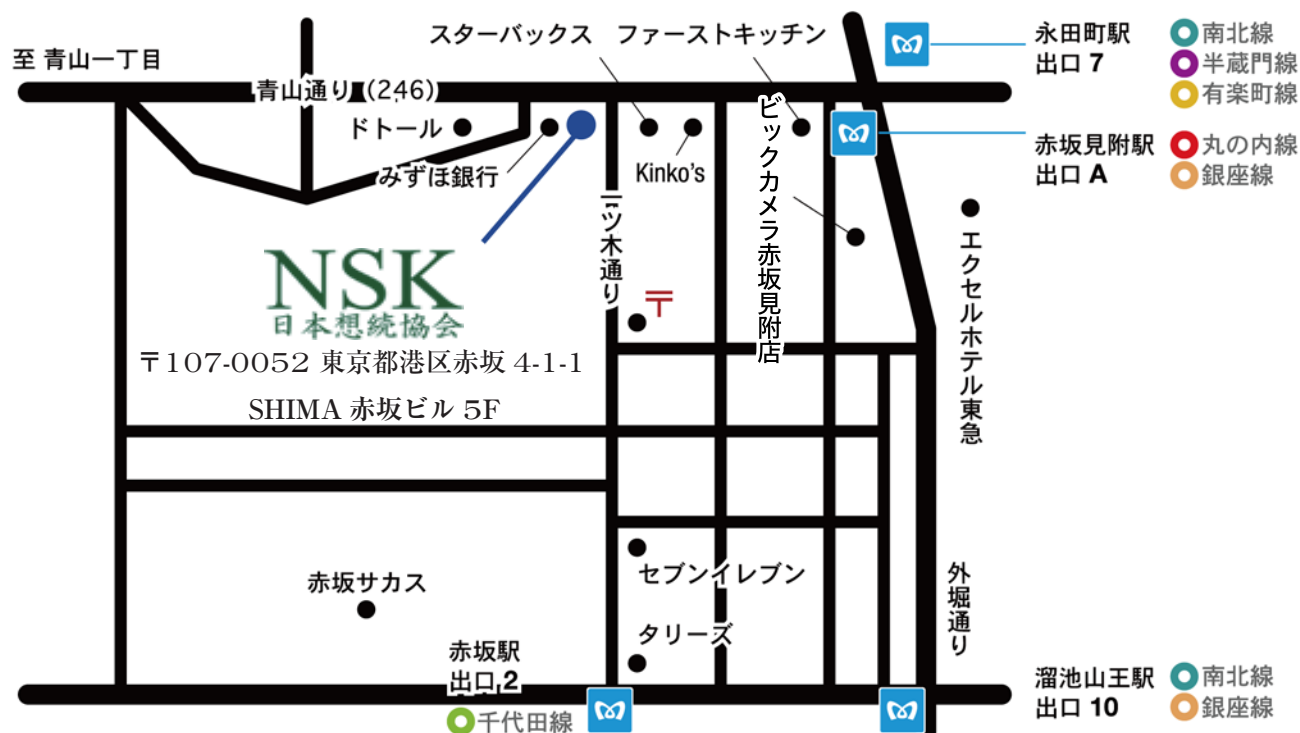 スターバックス
ファーストキッチン
至 青山一丁目
青山通り (246)
永田町駅
出口 7
南北線
半蔵門線
有楽町線
ドトール
みずほ銀行
Kinko's
ビックカメラ赤坂見附店
赤坂見附駅
出口 A
丸の内線
銀座線
一ツ木通り
〒
エクセルホテル東急
NSK
日本想続協会
〒107-0052 東京都港区赤坂 4-1-1
SHIMA 赤坂ビル 5F
セブンイレブン
赤坂サカス
タリーズ
外堀通り
赤坂駅
出口 2
千代田線
溜池山王駅
出口 10
南北線
銀座線